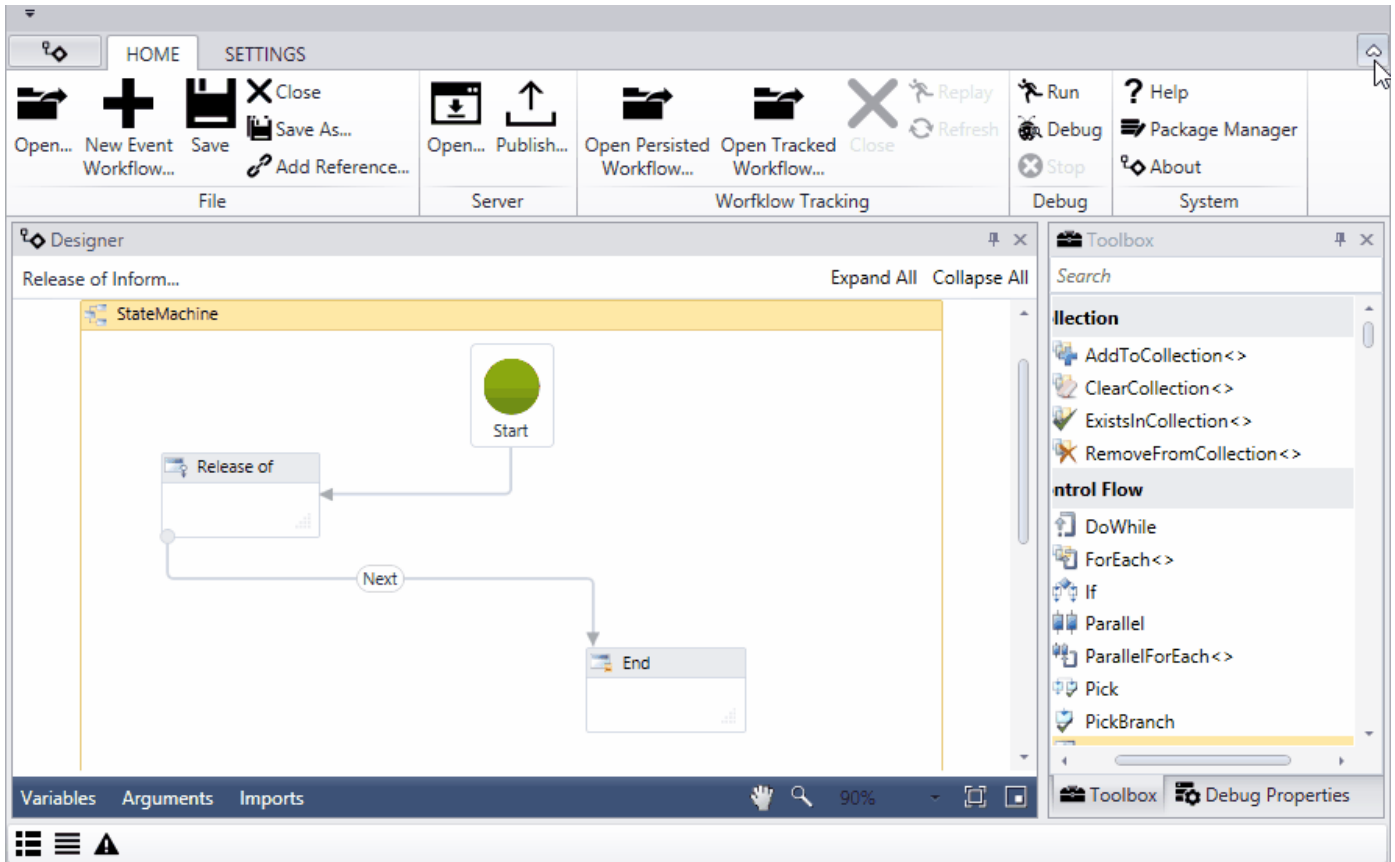 HOME SETTINGS
Open... New Event Workflow... Save Close Save As... Add Reference...
Open... Publish...
Open Persisted Workflow... Open Tracked Workflow... Close Replay Refresh
Run Debug Stop
? Help Package Manager About
File Server Worfklow Tracking Debug System
Designer
Release of Inform... Expand All Collapse All
StateMachine
Start
Release of
Next
End
Variables Arguments Imports 90%
Toolbox
Search
llection
AddToCollection<>
ClearCollection<>
ExistsInCollection<>
RemoveFromCollection<>
ntrol Flow
DoWhile
ForEach<>
If
Parallel
ParallelForEach<>
Pick
PickBranch
Toolbox Debug Properties